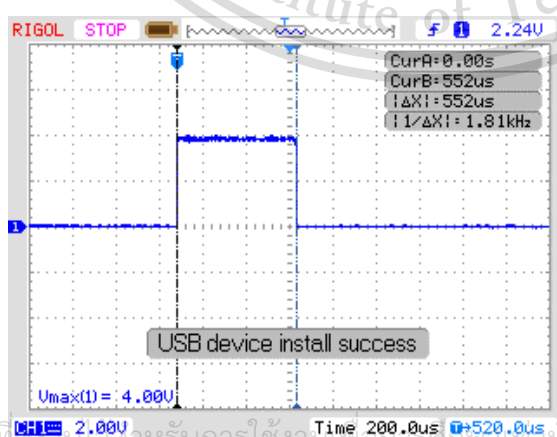 RIGOL STOP f 1 2.24V
CurA=0.00s
CurB=552us
|ΔX|=552us
|1/ΔX|=1.81kHz
T
1
USB device install success
Vmax(1)= 4.00V
CH1 2.00V Time 200.0us T→520.0us